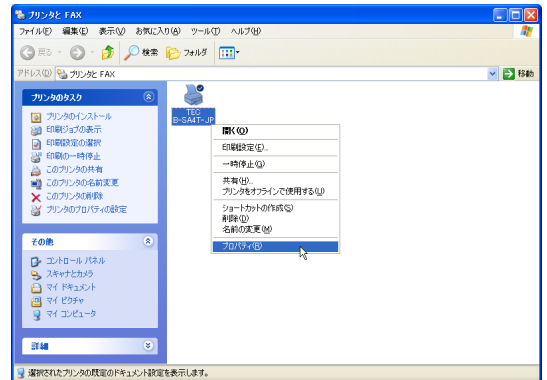 プリンタと FAX
ファイル(F) 編集(E) 表示(V) お気に入り(A) ツール(T) ヘルプ(H)
戻る 検索 フォルダ
アドレス(D) プリンタと FAX 移動
プリンタのタスク
プリンタのインストール
印刷ジョブの表示
印刷設定の選択
印刷の一時停止
このプリンタの共有
このプリンタの名前変更
このプリンタの削除
プリンタのプロパティの設定
その他
コントロール パネル
スキャナとカメラ
マイ ドキュメント
マイ ピクチャ
マイ コンピュータ
詳細
TEC
B-SA4T-JP
開く(O)
印刷設定(E)...
一時停止(G)
共有(H)...
プリンタをオフラインで使用する(U)
ショートカットの作成(S)
削除(D)
名前の変更(M)
プロパティ(R)
選択されたプリンタの既定のドキュメント設定を表示します。